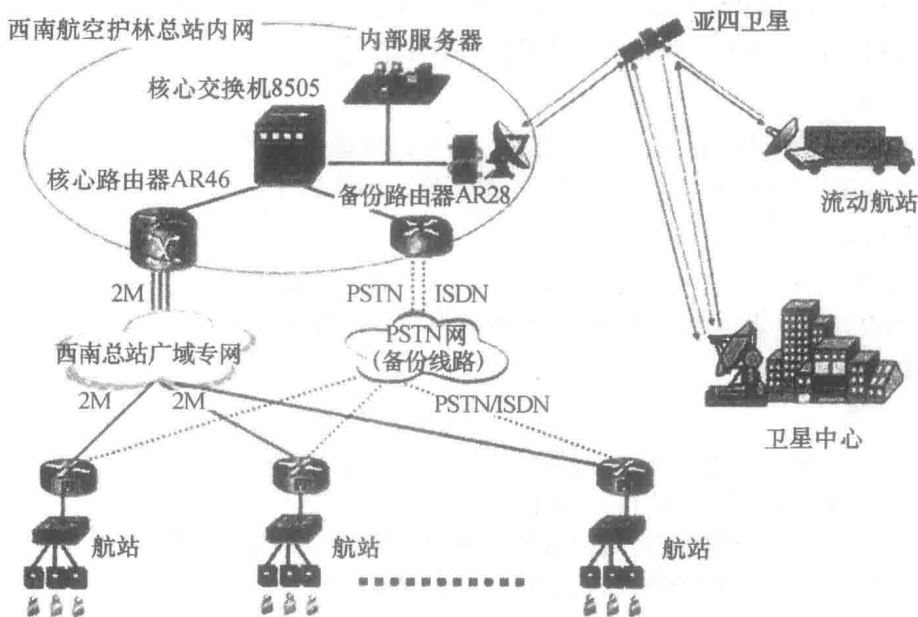 西南航空护林总站内网
内部服务器
亚四卫星
核心交换机8505
核心路由器AR46
备份路由器AR28
流动航站
2M
PSTN
ISDN
PSTN网
(备份线路)
西南总站广域专网
2M
2M
PSTN/ISDN
卫星中心
航站
航站
航站